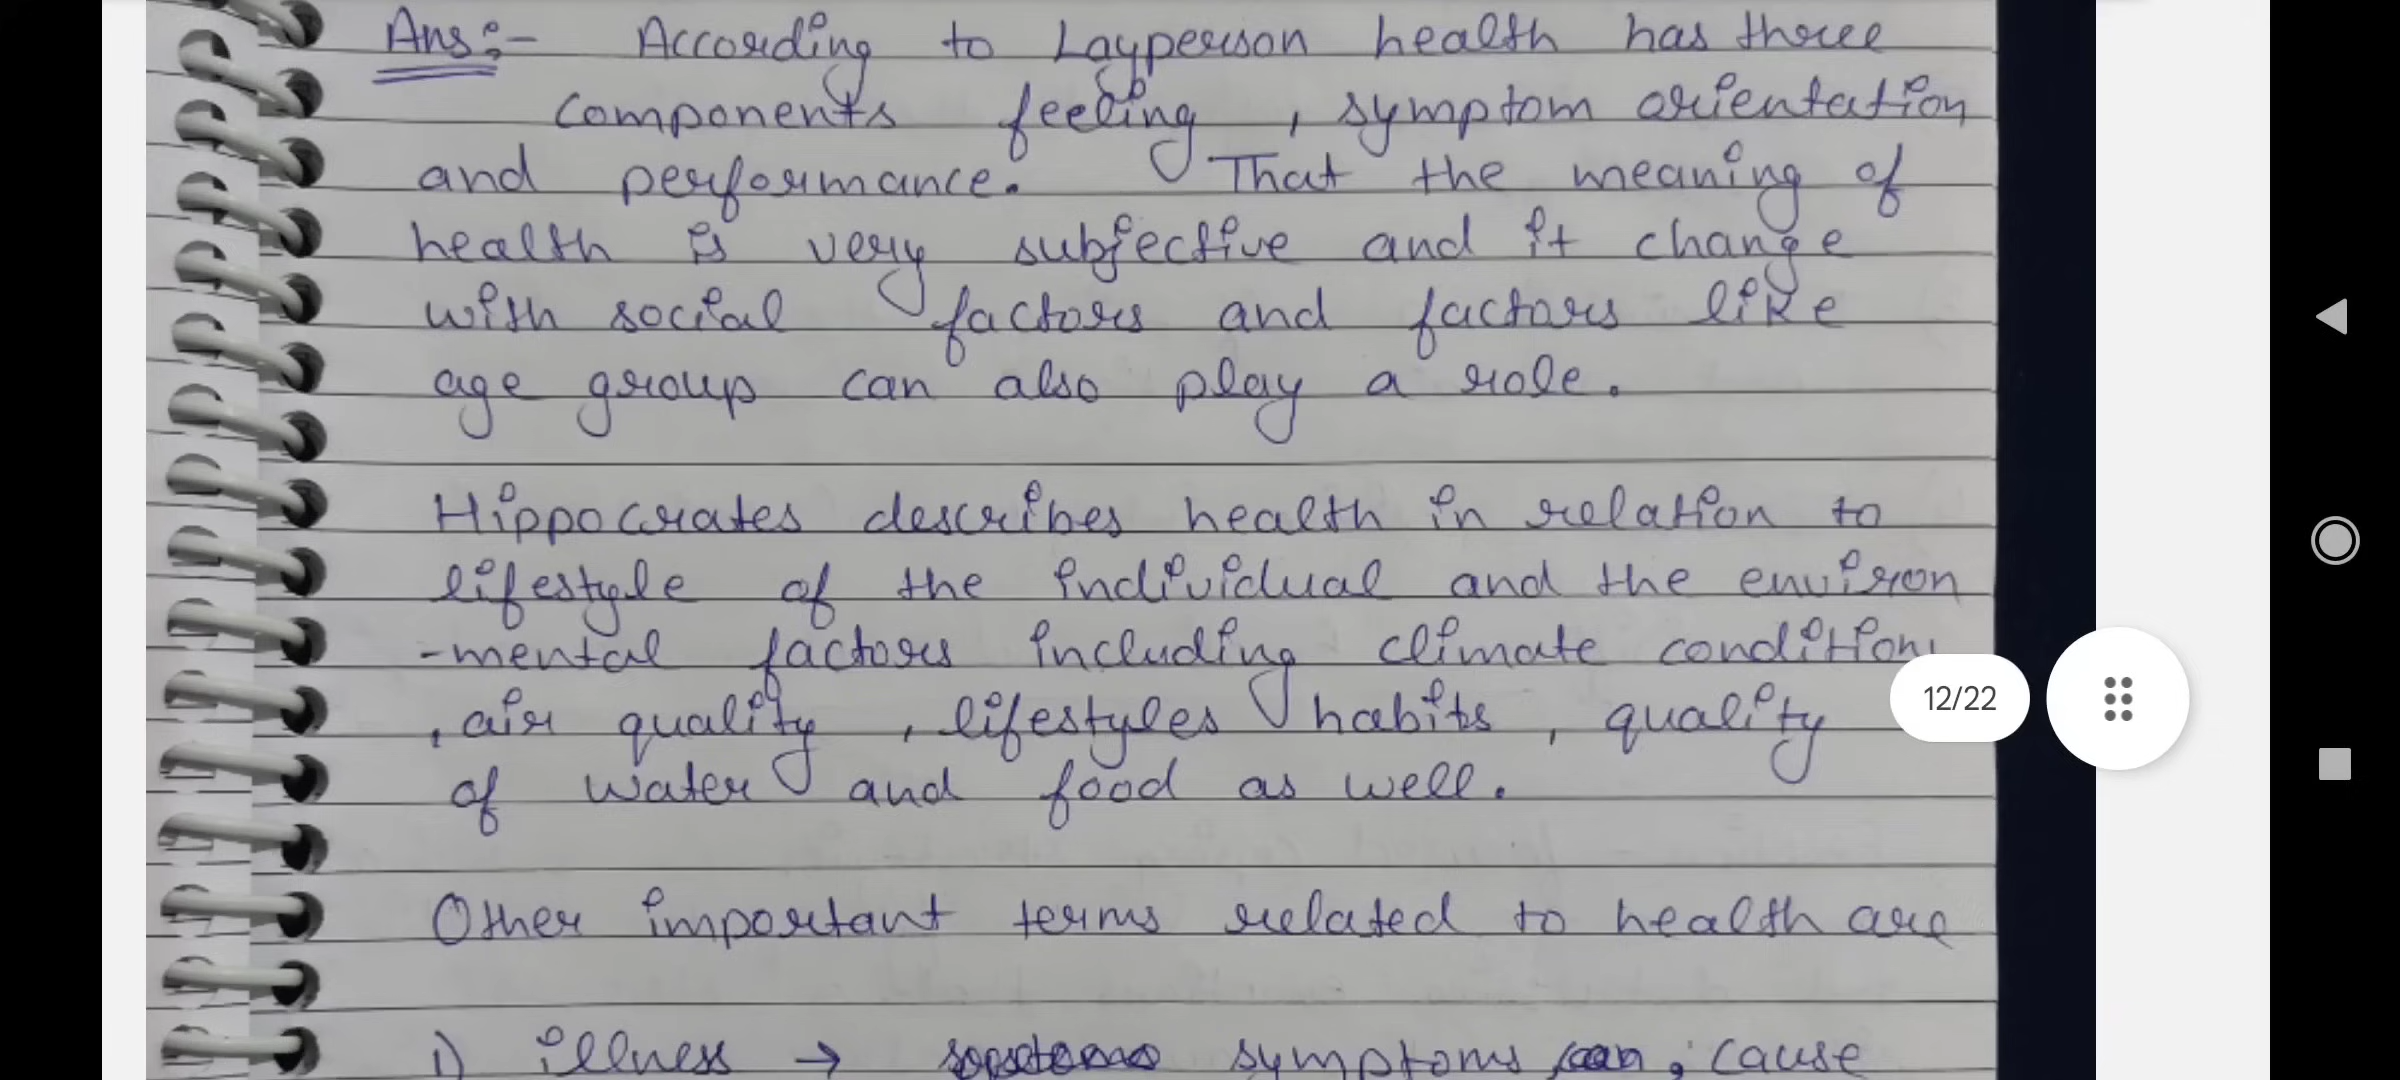 Ans:- According to Layperson health has three
components feeling, symptom orientation
and performance. That the meaning of
health is very subjective and it change
with social factors and factors like
age group can also play a role.
Hippocrates describes health in relation to
lifestyle of the individual and the environ
-mental factors including climate condition
, air quality, lifestyles habits, quality
12/22
of water and food as well.
Other important terms related to health are
i) illness → symptoms, cause